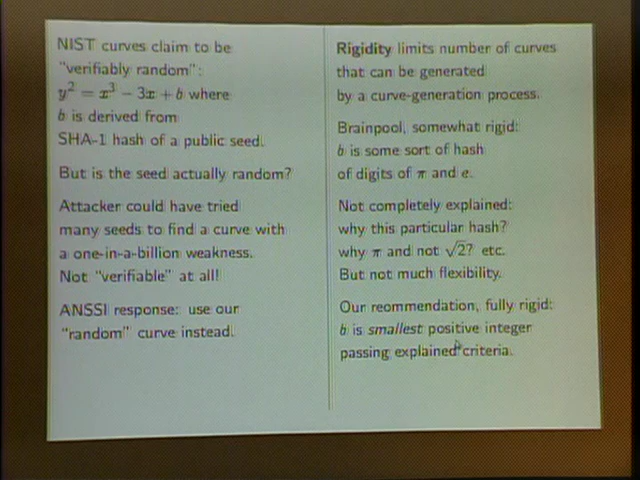 NIST curves claim to be
"verifiably random":
y² = x³ − 3x + b where
b is derived from
SHA-1 hash of a public seed.
But is the seed actually random?
Attacker could have tried
many seeds to find a curve with
a one-in-a-billion weakness.
Not "verifiable" at all!
ANSSI response: use our
"random" curve instead.
Rigidity limits number of curves
that can be generated
by a curve-generation process.
Brainpool, somewhat rigid:
b is some sort of hash
of digits of π and e.
Not completely explained:
why this particular hash?
why π and not √2? etc.
But not much flexibility.
Our reommendation, fully rigid:
b is smallest positive integer
passing explained criteria.